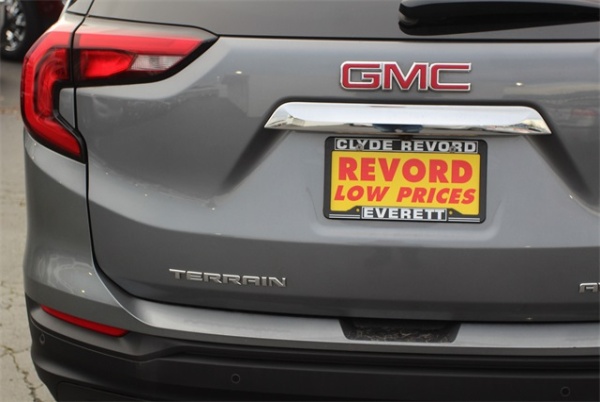 GMC
CLYDE REVORD
REVORD
LOW PRICES
EVERETT
TERRAIN